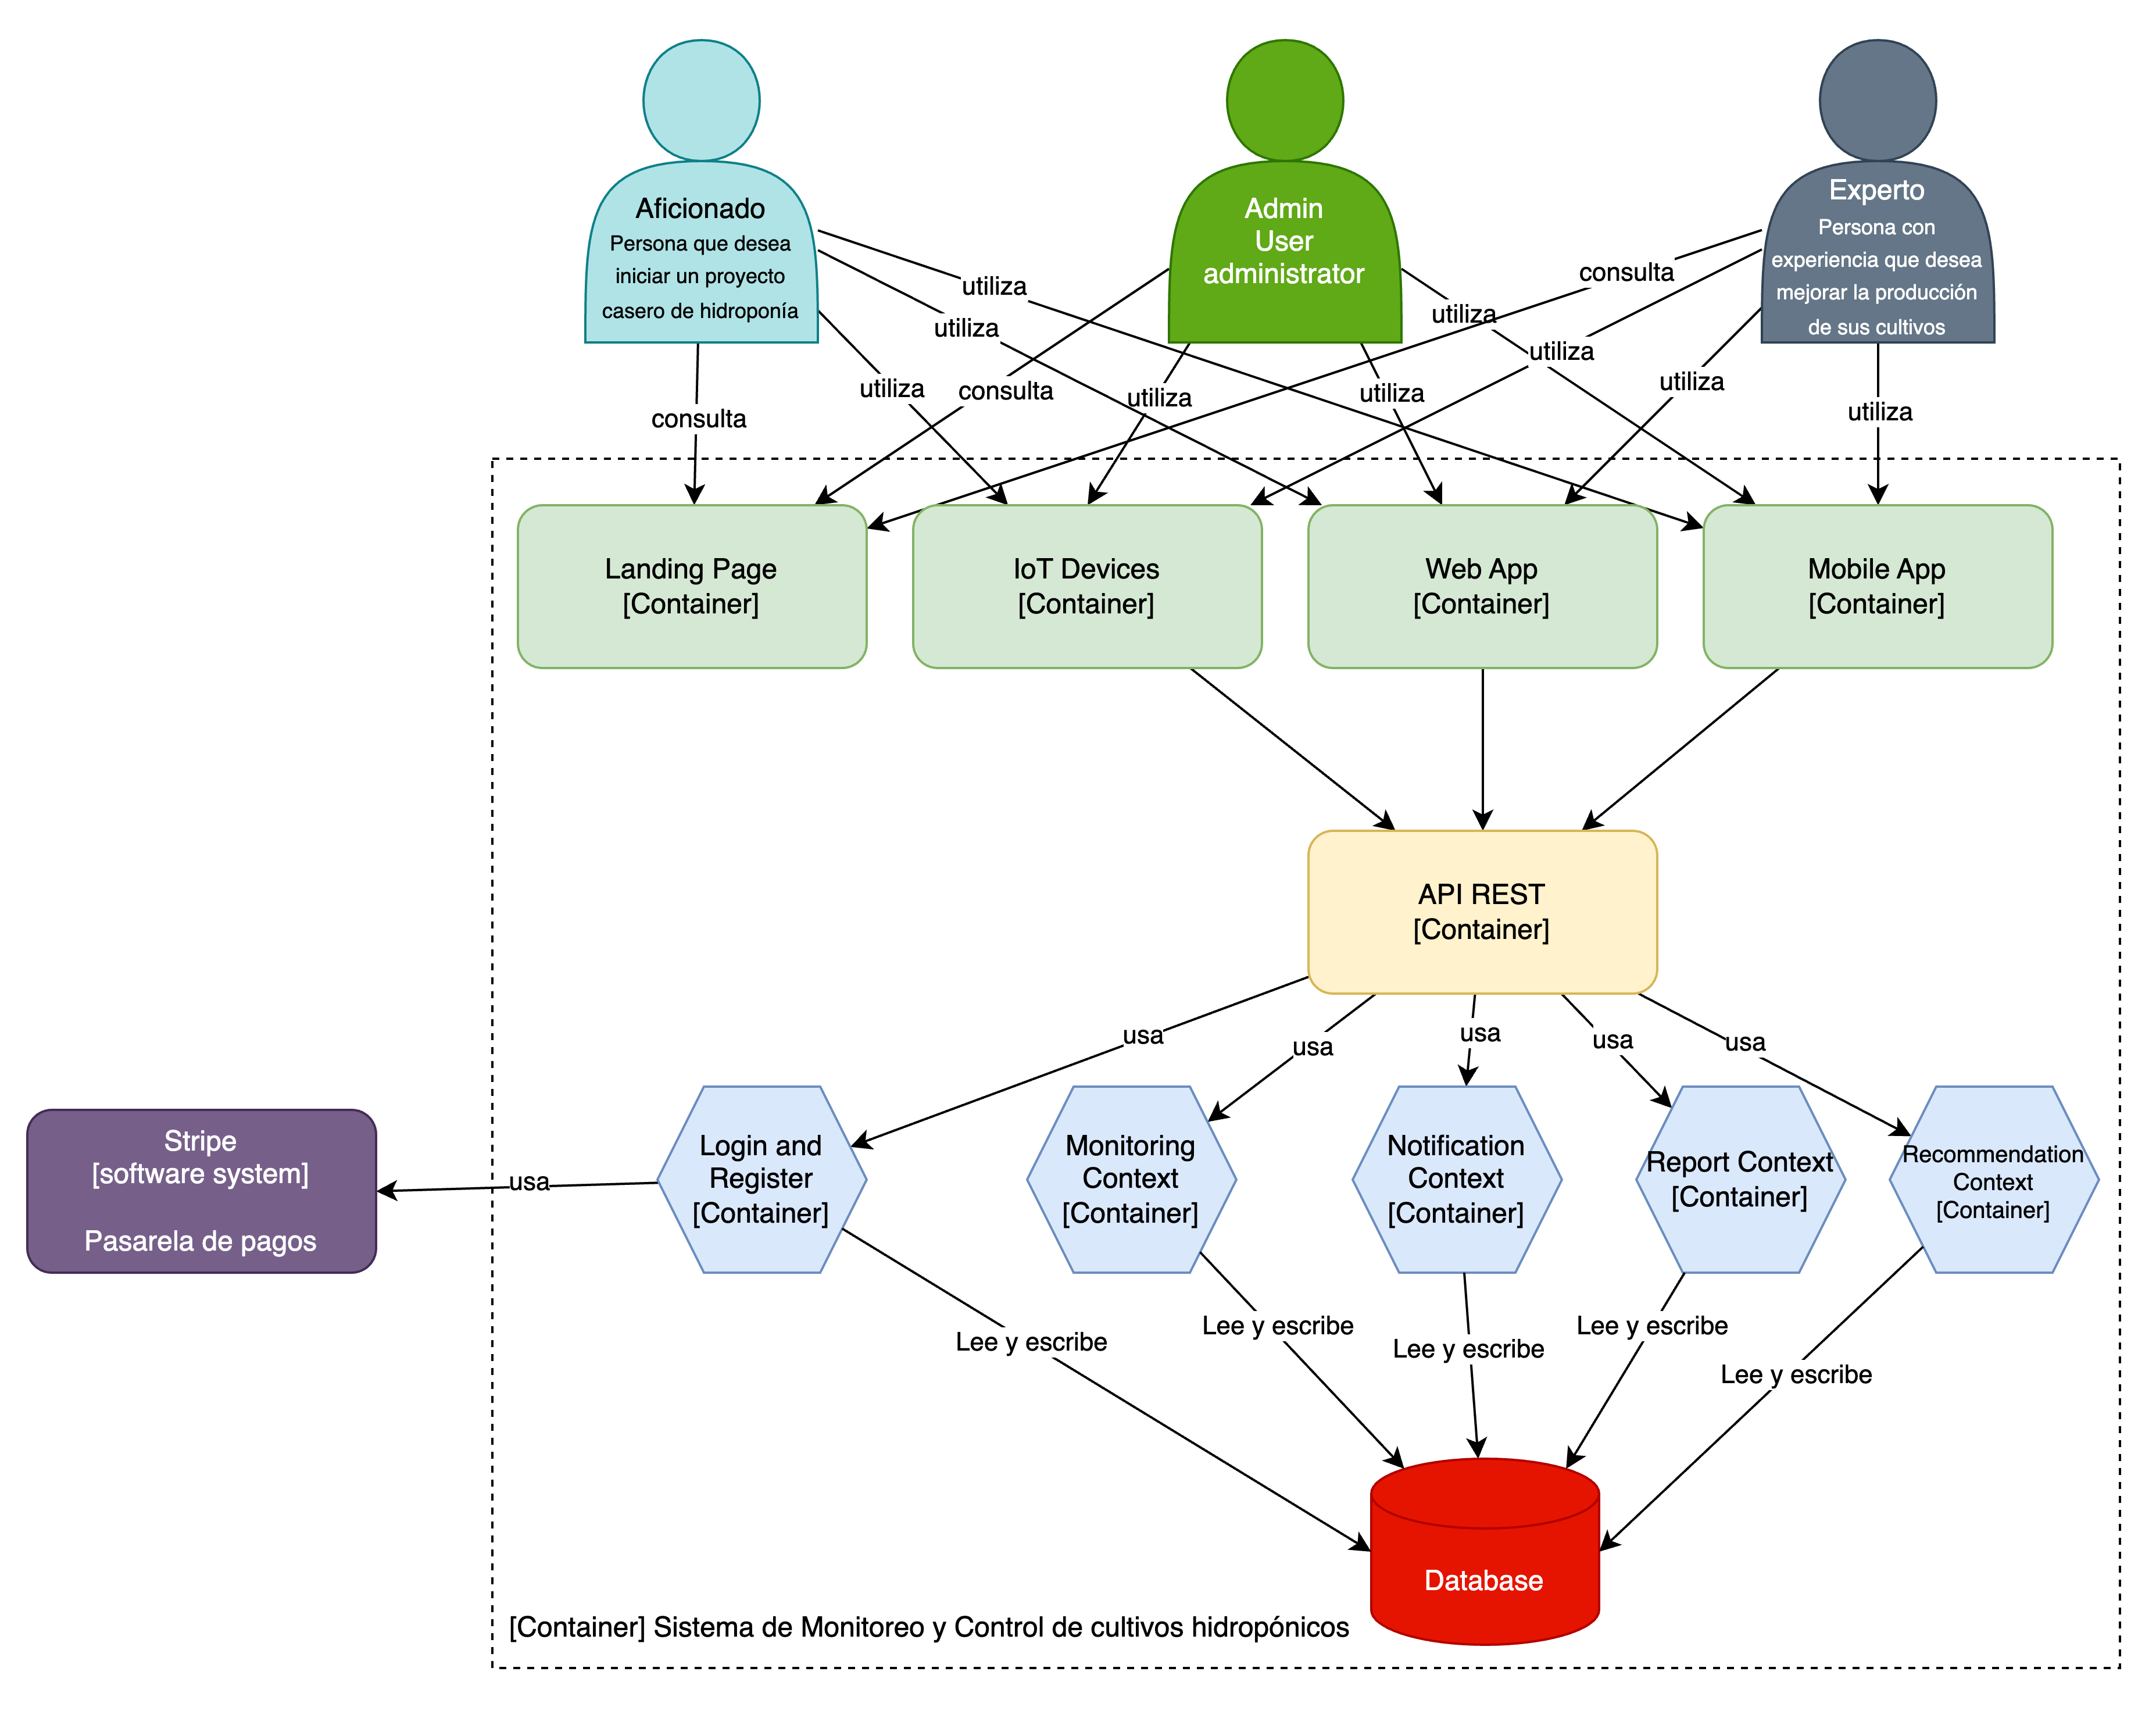 Aficionado
Persona que desea
iniciar un proyecto
casero de hidroponía
Admin
User
administrator
Experto
Persona con
experiencia que desea
mejorar la producción
de sus cultivos
utiliza
utiliza
utiliza
consulta
consulta
utiliza
utiliza
utiliza
consulta
utiliza
utiliza
utiliza
Landing Page
[Container]
IoT Devices
[Container]
Web App
[Container]
Mobile App
[Container]
API REST
[Container]
usa
usa
usa
usa
usa
Stripe
[software system]
Pasarela de pagos
usa
Login and
Register
[Container]
Monitoring
Context
[Container]
Notification
Context
[Container]
Report Context
[Container]
Recommendation
Context
[Container]
Lee y escribe
Lee y escribe
Lee y escribe
Lee y escribe
Lee y escribe
Database
[Container] Sistema de Monitoreo y Control de cultivos hidropónicos